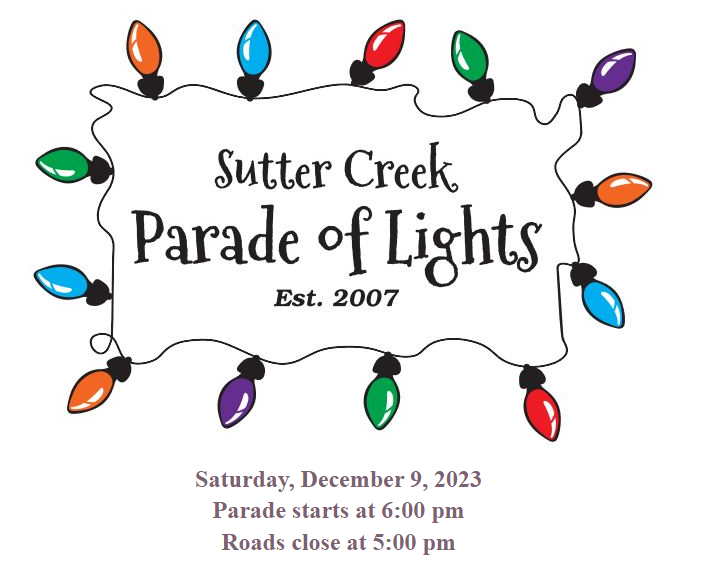 Sutter Creek
Parade of Lights
Est. 2007
Saturday, December 9, 2023
Parade starts at 6:00 pm
Roads close at 5:00 pm